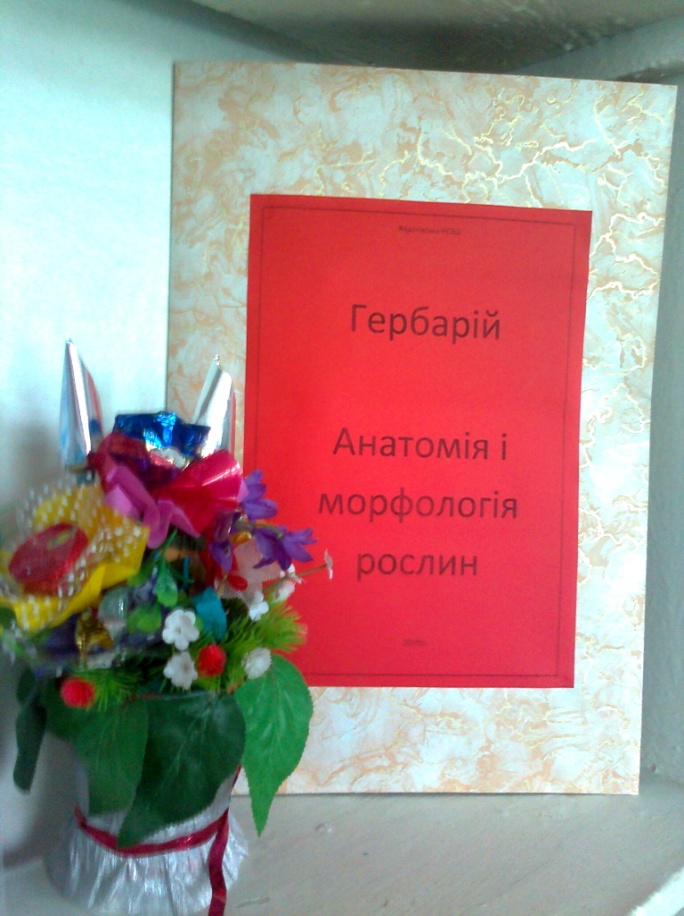 Гербарій
Анатомія і
морфологія
рослин